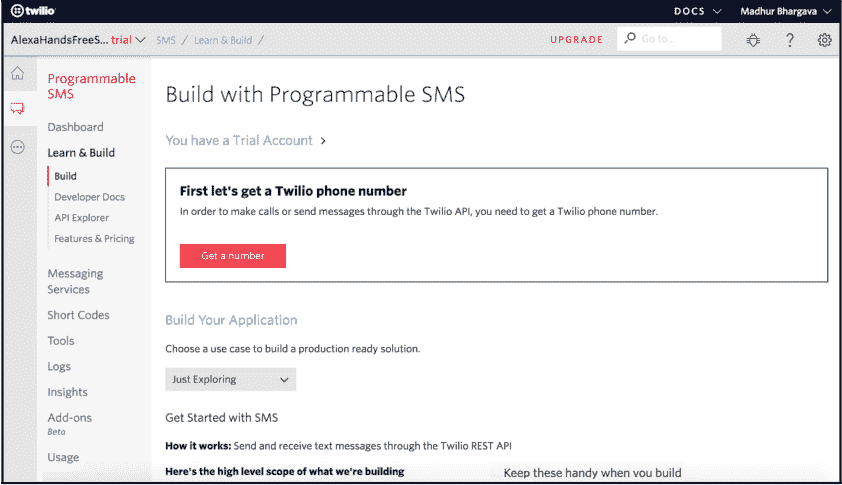 twilio
DOCS
Madhur Bhargava
AlexaHandsFreeS... trial
SMS / Learn & Build /
UPGRADE
Go to...
?
Programmable
SMS
Dashboard
Learn & Build
Build
Developer Docs
API Explorer
Features & Pricing
Messaging
Services
Short Codes
Tools
Logs
Insights
Add-ons
Beta
Usage
Build with Programmable SMS
You have a Trial Account >
First let's get a Twilio phone number
In order to make calls or send messages through the Twilio API, you need to get a Twilio phone number.
Get a number
Build Your Application
Choose a use case to build a production ready solution.
Just Exploring
Get Started with SMS
How it works: Send and receive text messages through the Twilio REST API
Here's the high level scope of what we're building
Keep these handy when you build